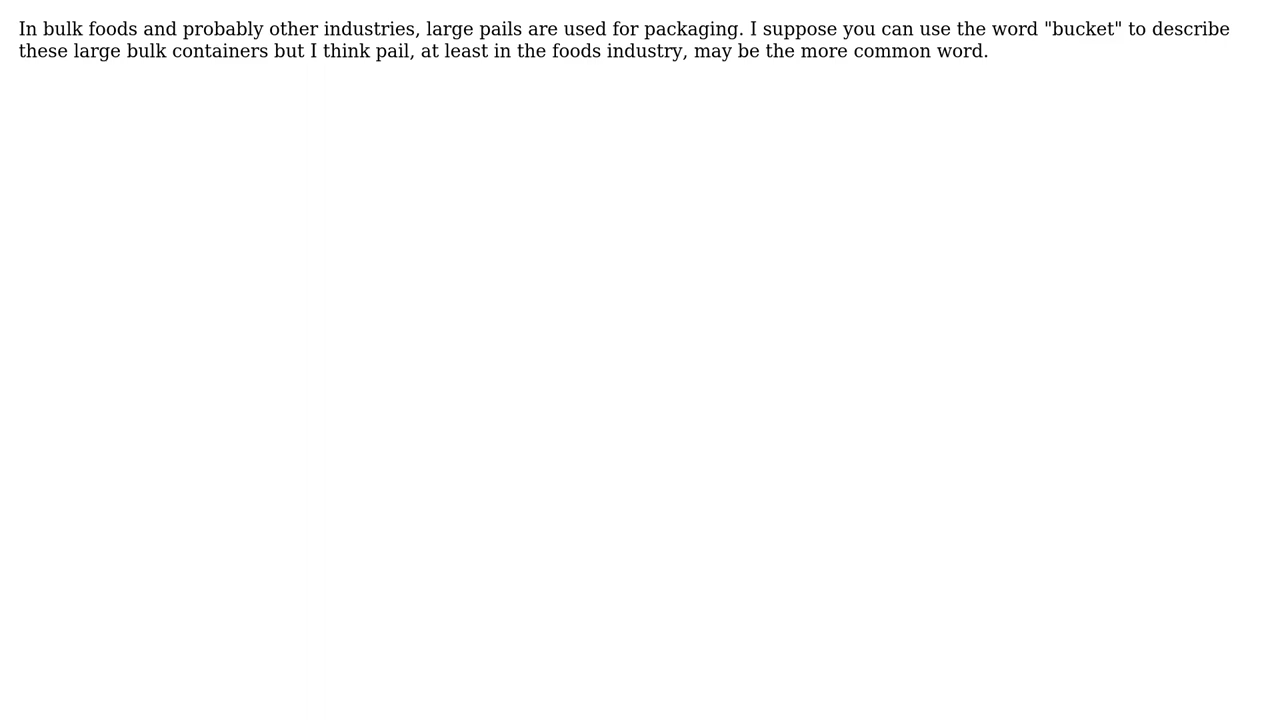 In bulk foods and probably other industries, large pails are used for packaging. I suppose you can use the word "bucket" to describe
these large bulk containers but I think pail, at least in the foods industry, may be the more common word.